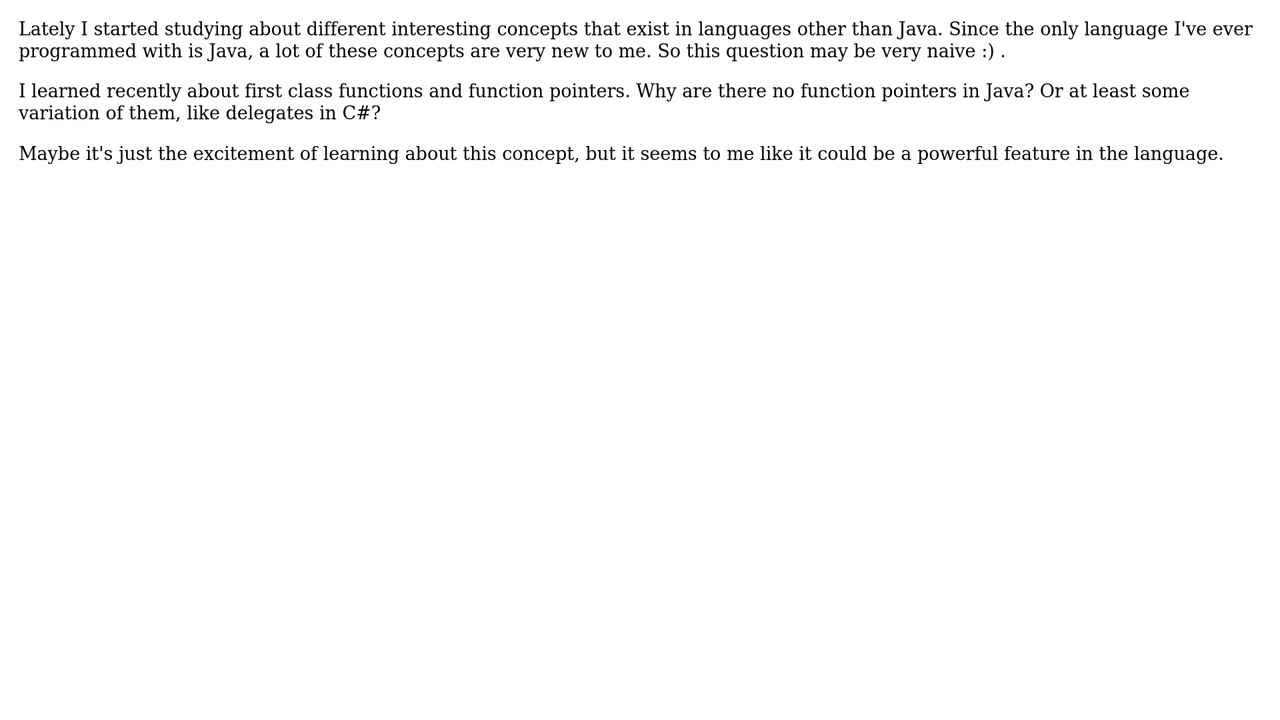 Lately I started studying about different interesting concepts that exist in languages other than Java. Since the only language I've ever
programmed with is Java, a lot of these concepts are very new to me. So this question may be very naive :) .
I learned recently about first class functions and function pointers. Why are there no function pointers in Java? Or at least some
variation of them, like delegates in C#?
Maybe it's just the excitement of learning about this concept, but it seems to me like it could be a powerful feature in the language.